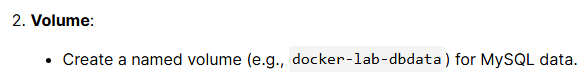 2. Volume:
• Create a named volume (e.g., docker-lab-dbdata) for MySQL data.